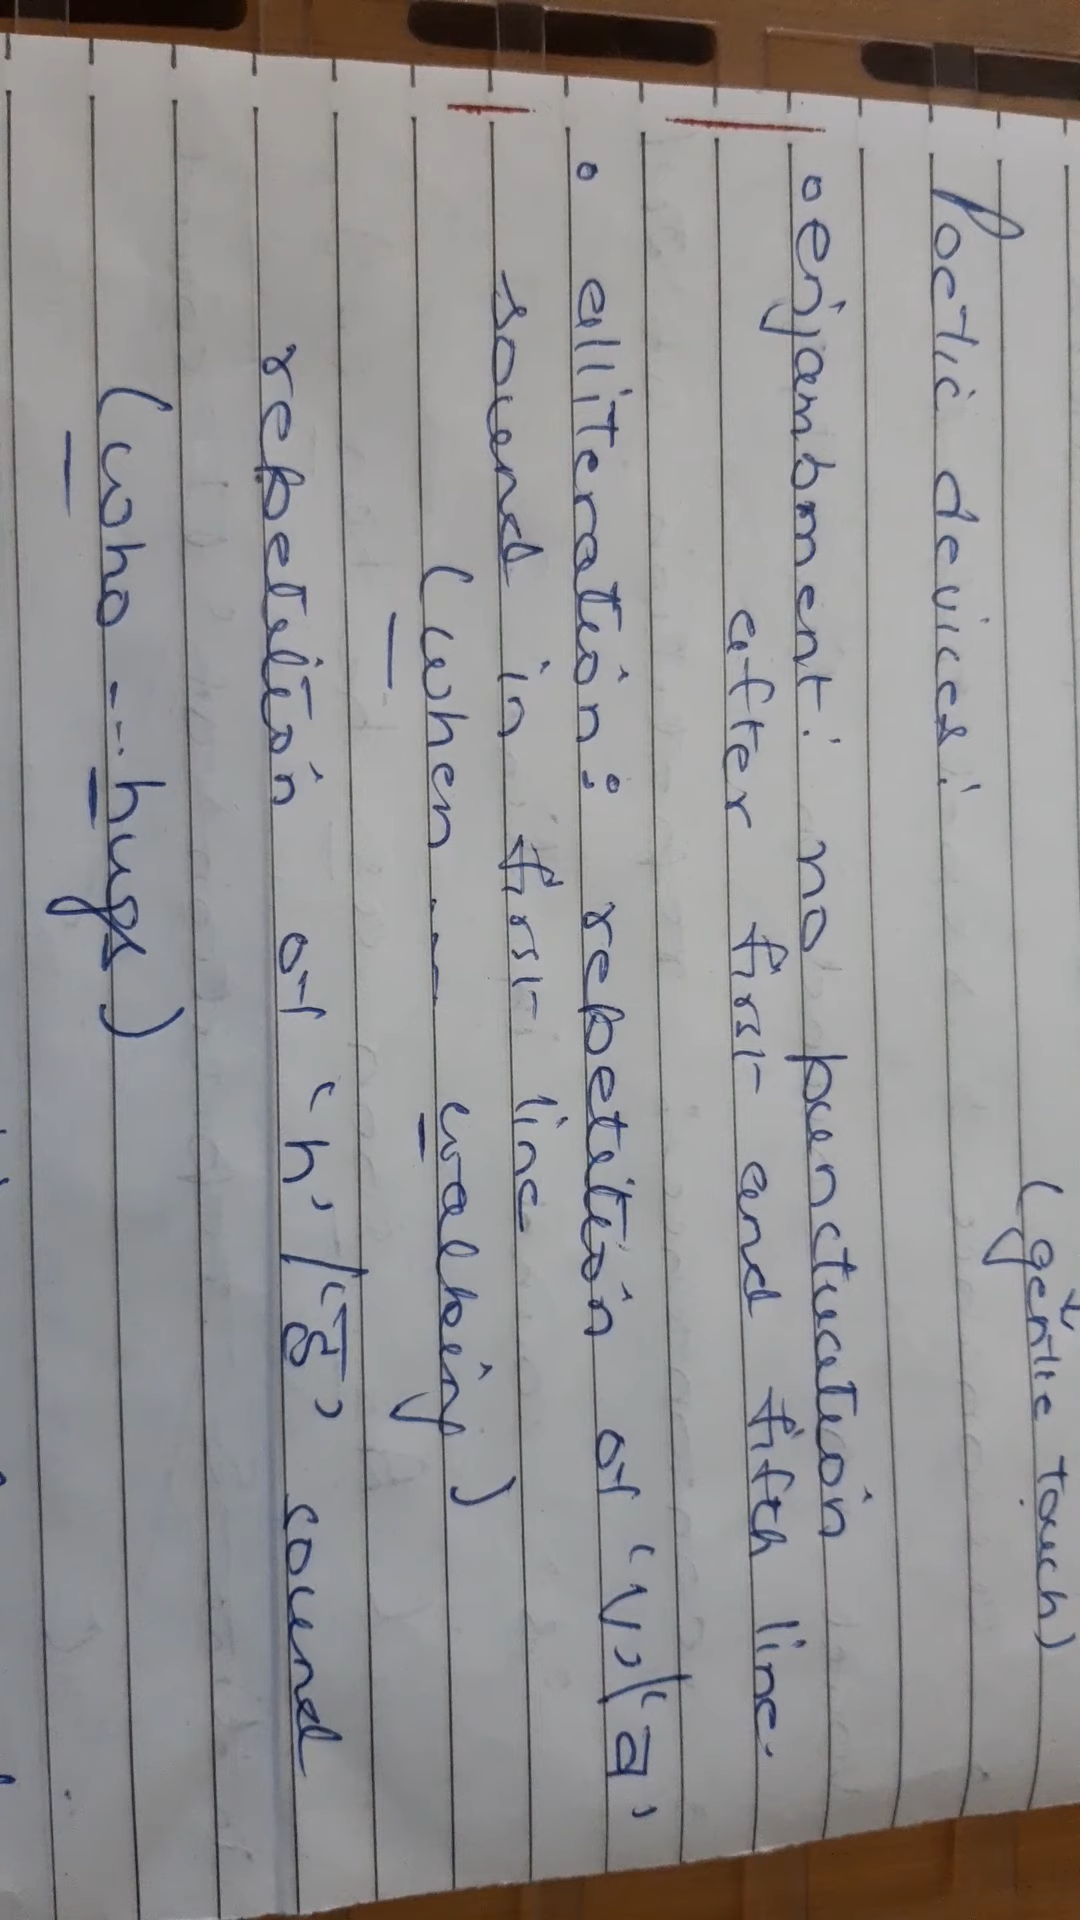 (gentle touch)
Poetic devices:
• enjambment: no punctuation
after first and fifth line.
• alliteration: repetition of 'v'/'व'
sound in first line
(when ... walking)
repetition of 'h'/'ह' sound
(who ... hugs)